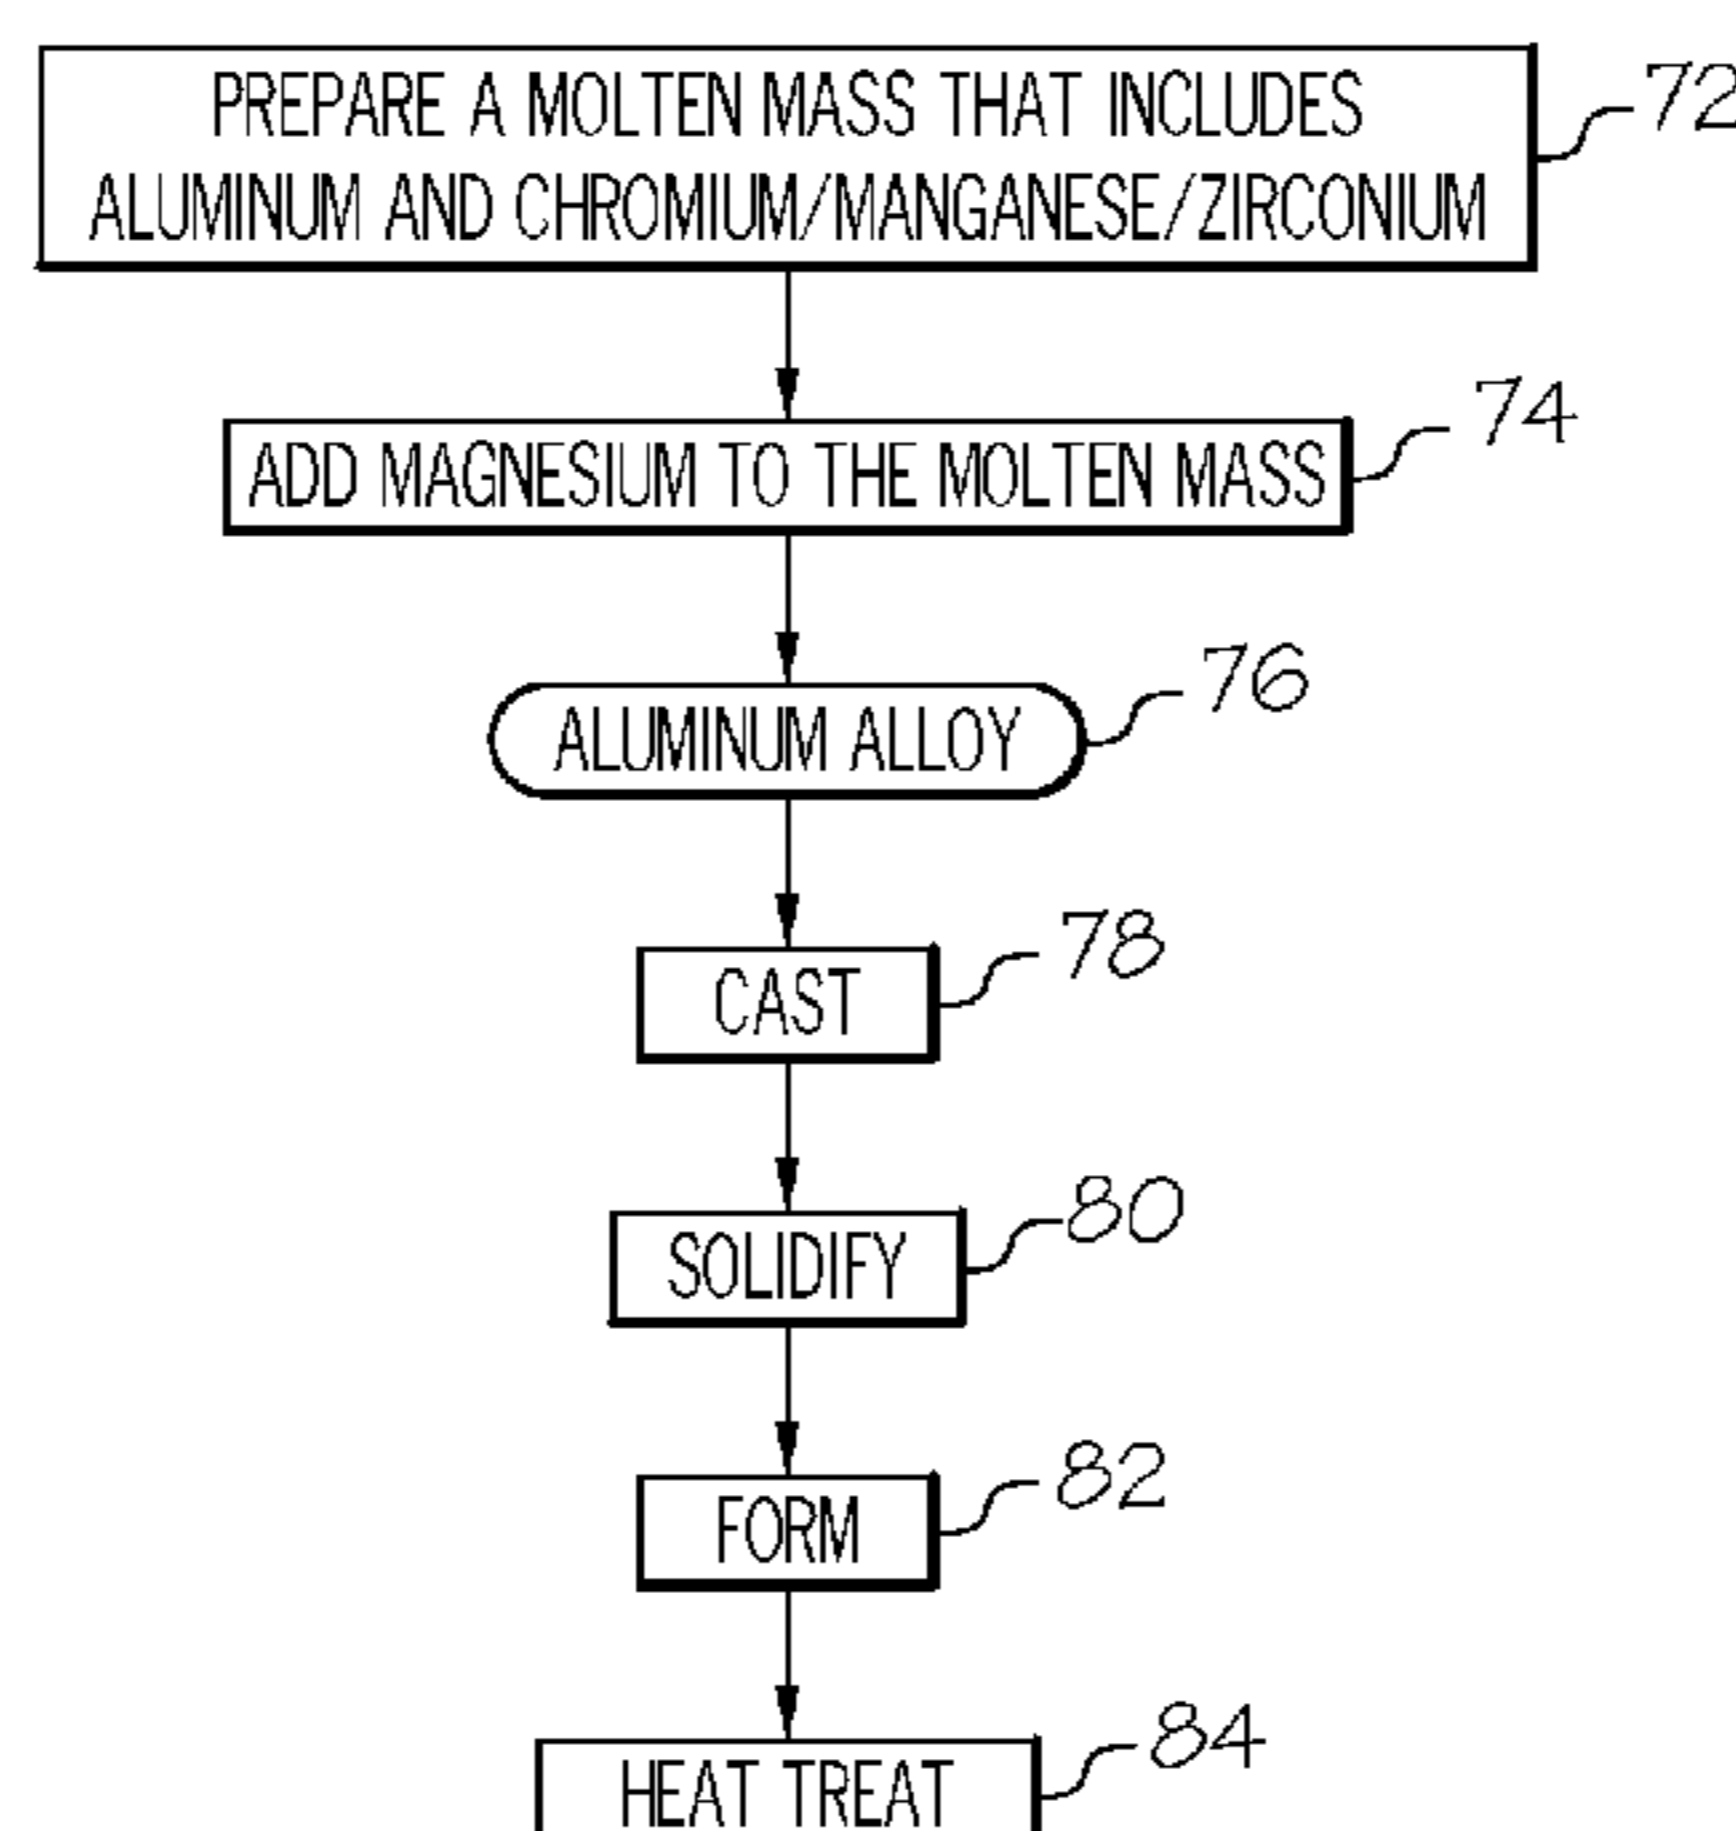 PREPARE A MOLTEN MASS THAT INCLUDES
ALUMINUM AND CHROMIUM/MANGANESE/ZIRCONIUM
72
ADD MAGNESIUM TO THE MOLTEN MASS
74
ALUMINUM ALLOY
76
CAST
78
SOLIDIFY
80
FORM
82
HEAT TREAT
84